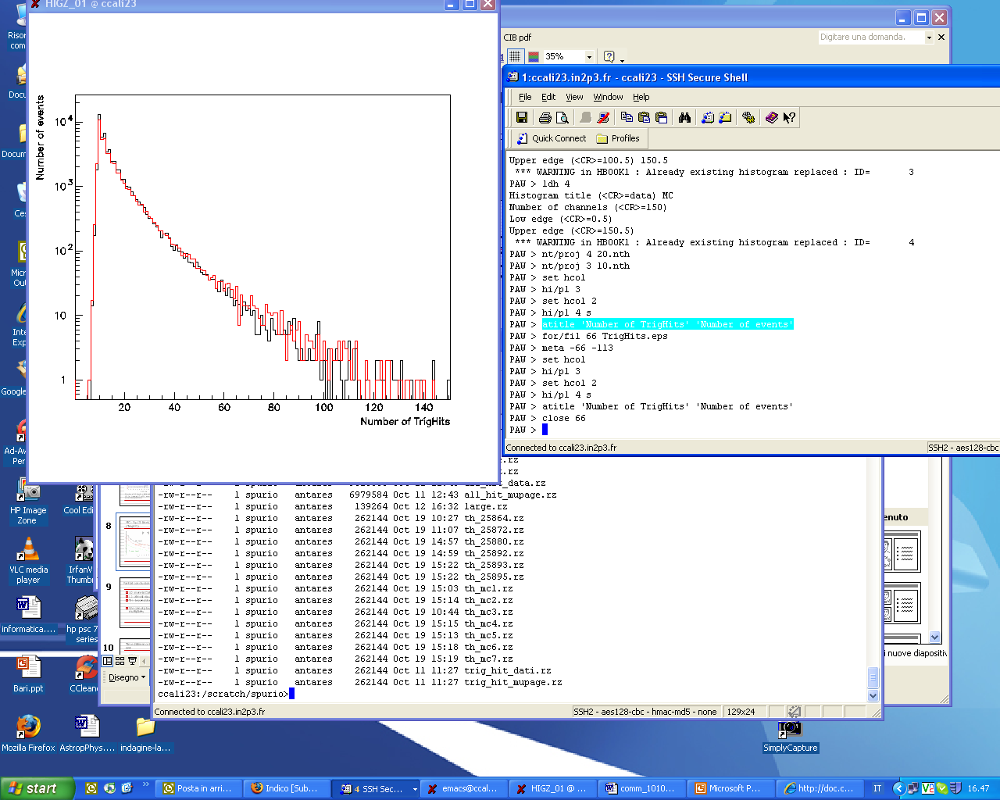 HIGZ_01 @ ccali23
Number of events
10^4
10^3
10^2
10
1
20
40
60
80
100
120
140
Number of TrigHits
CIB pdf
Digitare una domanda.
35%
1:ccali23.in2p3.fr - ccali23 - SSH Secure Shell
File Edit View Window Help
Quick Connect Profiles
Upper edge (<CR>=100.5) 150.5
*** WARNING in HBOOK1 : Already existing histogram replaced : ID= 3
PAW > ldh 4
Histogram title (<CR>=data) MC
Number of channels (<CR>=150)
Low edge (<CR>=0.5)
Upper edge (<CR>=150.5)
*** WARNING in HBOOK1 : Already existing histogram replaced : ID= 4
PAW > nt/proj 4 20.nth
PAW > nt/proj 3 10.nth
PAW > set hcol
PAW > hi/pl 3
PAW > set hcol 2
PAW > hi/pl 4 s
PAW > atitle 'Number of TrigHits' 'Number of events'
PAW > for/fil 66 TrigHits.eps
PAW > meta -66 -113
PAW > set hcol
PAW > hi/pl 3
PAW > set hcol 2
PAW > hi/pl 4 s
PAW > atitle 'Number of TrigHits' 'Number of events'
PAW > close 66
PAW >
Connected to ccali23.in2p3.fr
SSH2 - aes128-cbc
-rw-r--r-- 1 spurio antares 6979584 Oct 11 12:43 all_hit_mupage.rz
-rw-r--r-- 1 spurio antares 139264 Oct 12 16:32 large.rz
-rw-r--r-- 1 spurio antares 262144 Oct 19 10:27 th_25864.rz
-rw-r--r-- 1 spurio antares 262144 Oct 19 11:07 th_25872.rz
-rw-r--r-- 1 spurio antares 262144 Oct 19 14:57 th_25880.rz
-rw-r--r-- 1 spurio antares 262144 Oct 19 14:59 th_25892.rz
-rw-r--r-- 1 spurio antares 262144 Oct 19 15:22 th_25893.rz
-rw-r--r-- 1 spurio antares 262144 Oct 19 15:22 th_25895.rz
-rw-r--r-- 1 spurio antares 262144 Oct 19 15:03 th_mc1.rz
-rw-r--r-- 1 spurio antares 262144 Oct 19 15:14 th_mc2.rz
-rw-r--r-- 1 spurio antares 262144 Oct 19 10:44 th_mc3.rz
-rw-r--r-- 1 spurio antares 262144 Oct 19 15:15 th_mc4.rz
-rw-r--r-- 1 spurio antares 262144 Oct 19 15:13 th_mc5.rz
-rw-r--r-- 1 spurio antares 262144 Oct 19 15:18 th_mc6.rz
-rw-r--r-- 1 spurio antares 262144 Oct 19 15:19 th_mc7.rz
-rw-r--r-- 1 spurio antares 262144 Oct 11 11:27 trig_hit_dati.rz
-rw-r--r-- 1 spurio antares 262144 Oct 11 11:27 trig_hit_mupage.rz
ccali23:/scratch/spurio>
Connected to ccali23.in2p3.fr
SSH2 - aes128-cbc - hmac-md5 - none
129x24
8
9
10
Disegno
enuto
i nuove diapositiv
HP Image
Zone
Cool Edi
VLC media
player
IrfanV
Thumbn
informatica....
hp psc 7
series
Bari.ppt
CCleane
Mozilla Firefox
AstropPhys....
indagine-la...
SimplyCapture
start
Posta in arri...
Indico [Sub...
4 SSH Sec...
emacs@ccal...
HIGZ_01 @ ...
comm_1010...
Microsoft P...
http://doc.c...
IT
16.47